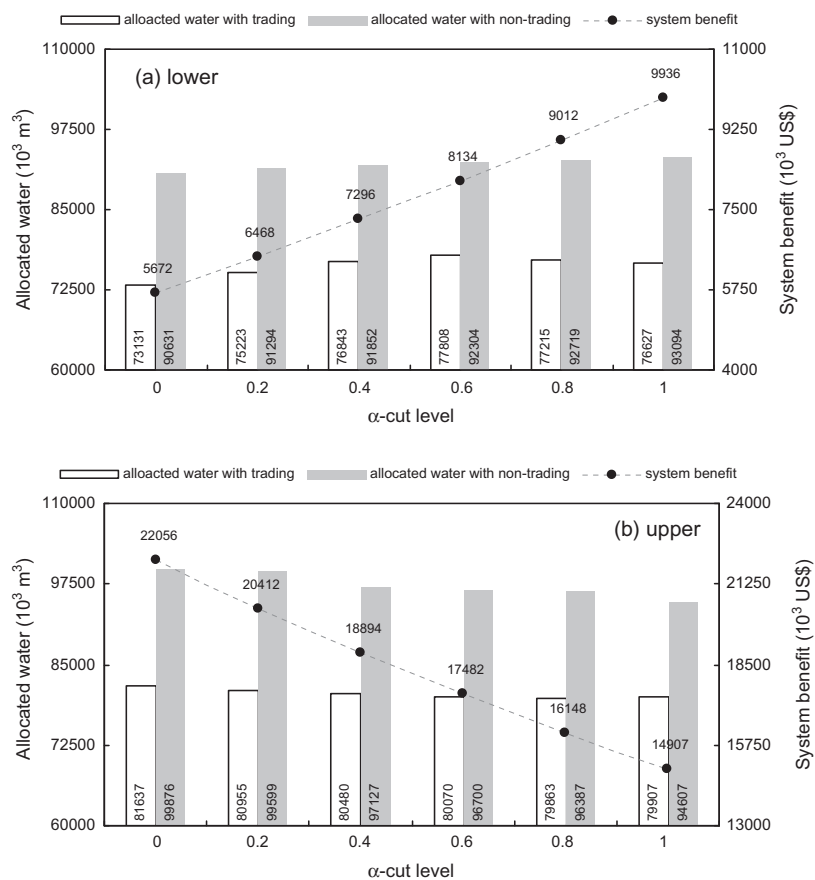 alloacted water with trading allocated water with non-trading system benefit
110000 11000
(a) lower
9936
97500 9250
9012
8134
85000 7500
7296
6468
72500 5750
5672
73131 90631 75223 91294 76843 91852 77808 92304 77215 92719 76627 93094
60000 4000
0 0.2 0.4 0.6 0.8 1
α-cut level
Allocated water (10³ m³)
System benefit (10³ US$)
alloacted water with trading allocated water with non-trading system benefit
110000 24000
(b) upper
22056
97500 21250
20412
18894
85000 18500
17482
16148
72500 15750
14907
81637 99876 80955 99599 80480 97127 80070 96700 79863 96387 79907 94607
60000 13000
0 0.2 0.4 0.6 0.8 1
α-cut level
Allocated water (10³ m³)
System benefit (10³ US$)